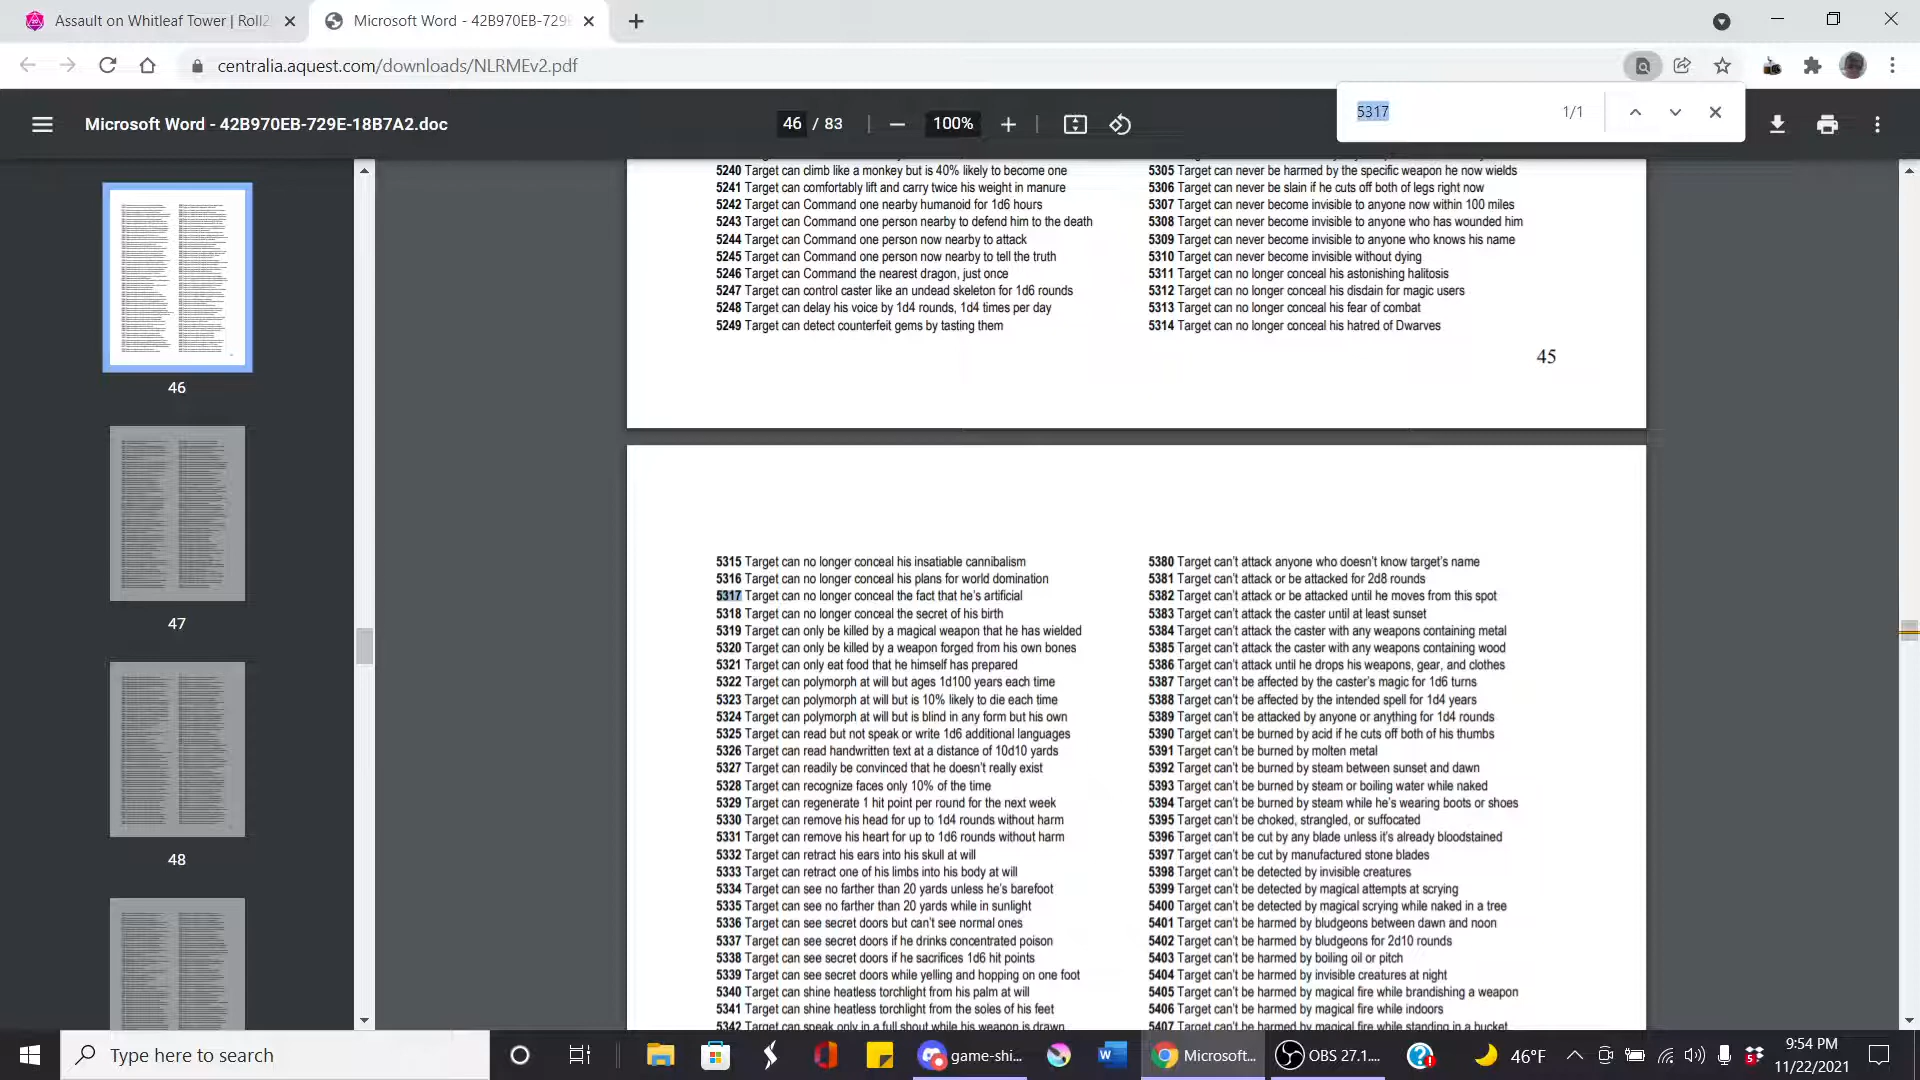 Assault on Whitleaf Tower | Roll2
Microsoft Word - 42B970EB-729E
centralia.aquest.com/downloads/NLRMEv2.pdf
5317
1/1
Microsoft Word - 42B970EB-729E-18B7A2.doc
46 / 83
100%
46
47
48
5240 Target can climb like a monkey but is 40% likely to become one
5241 Target can comfortably lift and carry twice his weight in manure
5242 Target can Command one nearby humanoid for 1d6 hours
5243 Target can Command one person nearby to defend him to the death
5244 Target can Command one person now nearby to attack
5245 Target can Command one person now nearby to tell the truth
5246 Target can Command the nearest dragon, just once
5247 Target can control caster like an undead skeleton for 1d6 rounds
5248 Target can delay his voice by 1d4 rounds, 1d4 times per day
5249 Target can detect counterfeit gems by tasting them
5305 Target can never be harmed by the specific weapon he now wields
5306 Target can never be slain if he cuts off both of legs right now
5307 Target can never become invisible to anyone now within 100 miles
5308 Target can never become invisible to anyone who has wounded him
5309 Target can never become invisible to anyone who knows his name
5310 Target can never become invisible without dying
5311 Target can no longer conceal his astonishing halitosis
5312 Target can no longer conceal his disdain for magic users
5313 Target can no longer conceal his fear of combat
5314 Target can no longer conceal his hatred of Dwarves
45
5315 Target can no longer conceal his insatiable cannibalism
5316 Target can no longer conceal his plans for world domination
5317 Target can no longer conceal the fact that he's artificial
5318 Target can no longer conceal the secret of his birth
5319 Target can only be killed by a magical weapon that he has wielded
5320 Target can only be killed by a weapon forged from his own bones
5321 Target can only eat food that he himself has prepared
5322 Target can polymorph at will but ages 1d100 years each time
5323 Target can polymorph at will but is 10% likely to die each time
5324 Target can polymorph at will but is blind in any form but his own
5325 Target can read but not speak or write 1d6 additional languages
5326 Target can read handwritten text at a distance of 10d10 yards
5327 Target can readily be convinced that he doesn't really exist
5328 Target can recognize faces only 10% of the time
5329 Target can regenerate 1 hit point per round for the next week
5330 Target can remove his head for up to 1d4 rounds without harm
5331 Target can remove his heart for up to 1d6 rounds without harm
5332 Target can retract his ears into his skull at will
5333 Target can retract one of his limbs into his body at will
5334 Target can see no farther than 20 yards unless he's barefoot
5335 Target can see no farther than 20 yards while in sunlight
5336 Target can see secret doors but can't see normal ones
5337 Target can see secret doors if he drinks concentrated poison
5338 Target can see secret doors if he sacrifices 1d6 hit points
5339 Target can see secret doors while yelling and hopping on one foot
5340 Target can shine heatless torchlight from his palm at will
5341 Target can shine heatless torchlight from the soles of his feet
5342 Target can speak only in a full shout while his weapon is drawn
5380 Target can't attack anyone who doesn't know target's name
5381 Target can't attack or be attacked for 2d8 rounds
5382 Target can't attack or be attacked until he moves from this spot
5383 Target can't attack the caster until at least sunset
5384 Target can't attack the caster with any weapons containing metal
5385 Target can't attack the caster with any weapons containing wood
5386 Target can't attack until he drops his weapons, gear, and clothes
5387 Target can't be affected by the caster's magic for 1d6 turns
5388 Target can't be affected by the intended spell for 1d4 years
5389 Target can't be attacked by anyone or anything for 1d4 rounds
5390 Target can't be burned by acid if he cuts off both of his thumbs
5391 Target can't be burned by molten metal
5392 Target can't be burned by steam between sunset and dawn
5393 Target can't be burned by steam or boiling water while naked
5394 Target can't be burned by steam while he's wearing boots or shoes
5395 Target can't be choked, strangled, or suffocated
5396 Target can't be cut by any blade unless it's already bloodstained
5397 Target can't be cut by manufactured stone blades
5398 Target can't be detected by invisible creatures
5399 Target can't be detected by magical attempts at scrying
5400 Target can't be detected by magical scrying while naked in a tree
5401 Target can't be harmed by bludgeons between dawn and noon
5402 Target can't be harmed by bludgeons for 2d10 rounds
5403 Target can't be harmed by boiling oil or pitch
5404 Target can't be harmed by invisible creatures at night
5405 Target can't be harmed by magical fire while brandishing a weapon
5406 Target can't be harmed by magical fire while indoors
5407 Target can't be harmed by magical fire while standing in a bucket
Type here to search
game-shi...
Microsoft...
OBS 27.1....
46°F
9:54 PM
11/22/2021